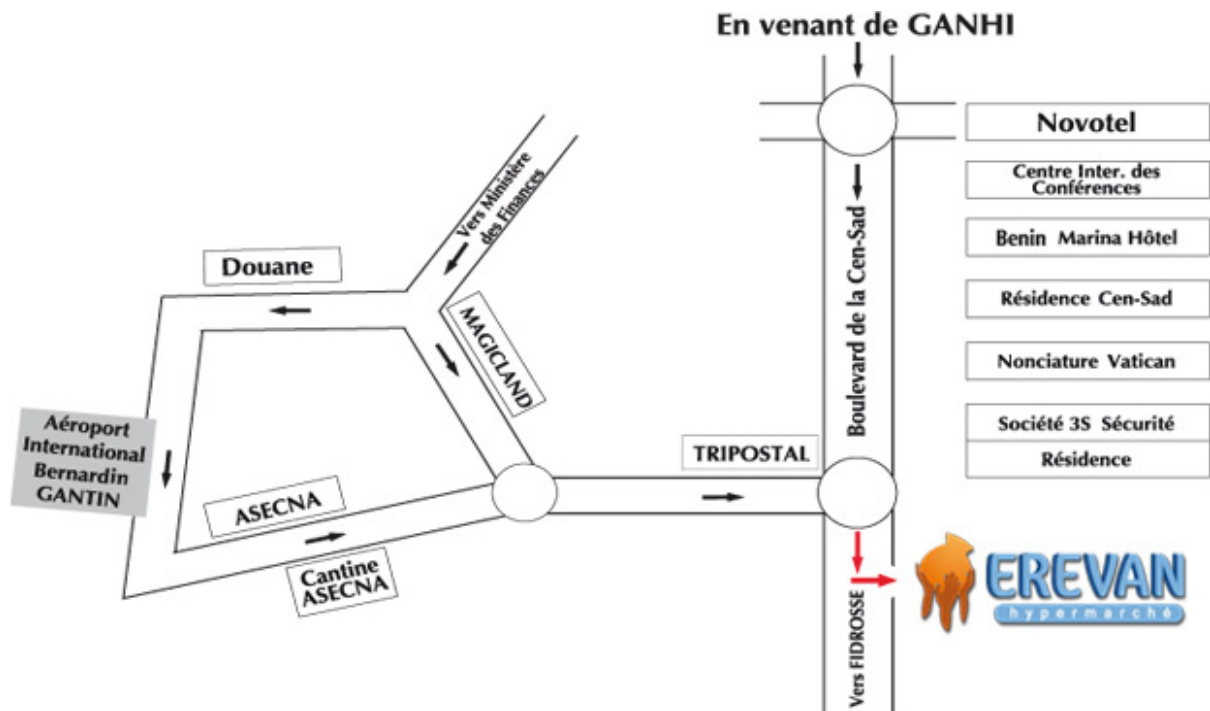 En venant de GANHI
Novotel
Centre Inter. des
Conférences
Vers Ministère
des Finances
Boulevard de la Cen-Sad
Benin Marina Hôtel
Douane
Résidence Cen-Sad
MAGICLAND
Nonciature Vatican
Aéroport
International
Bernardin
GANTIN
Société 3S Sécurité
Résidence
TRIPOSTAL
ASECNA
Cantine
ASECNA
Vers FIDROSSE
EREVAN
hypermarché